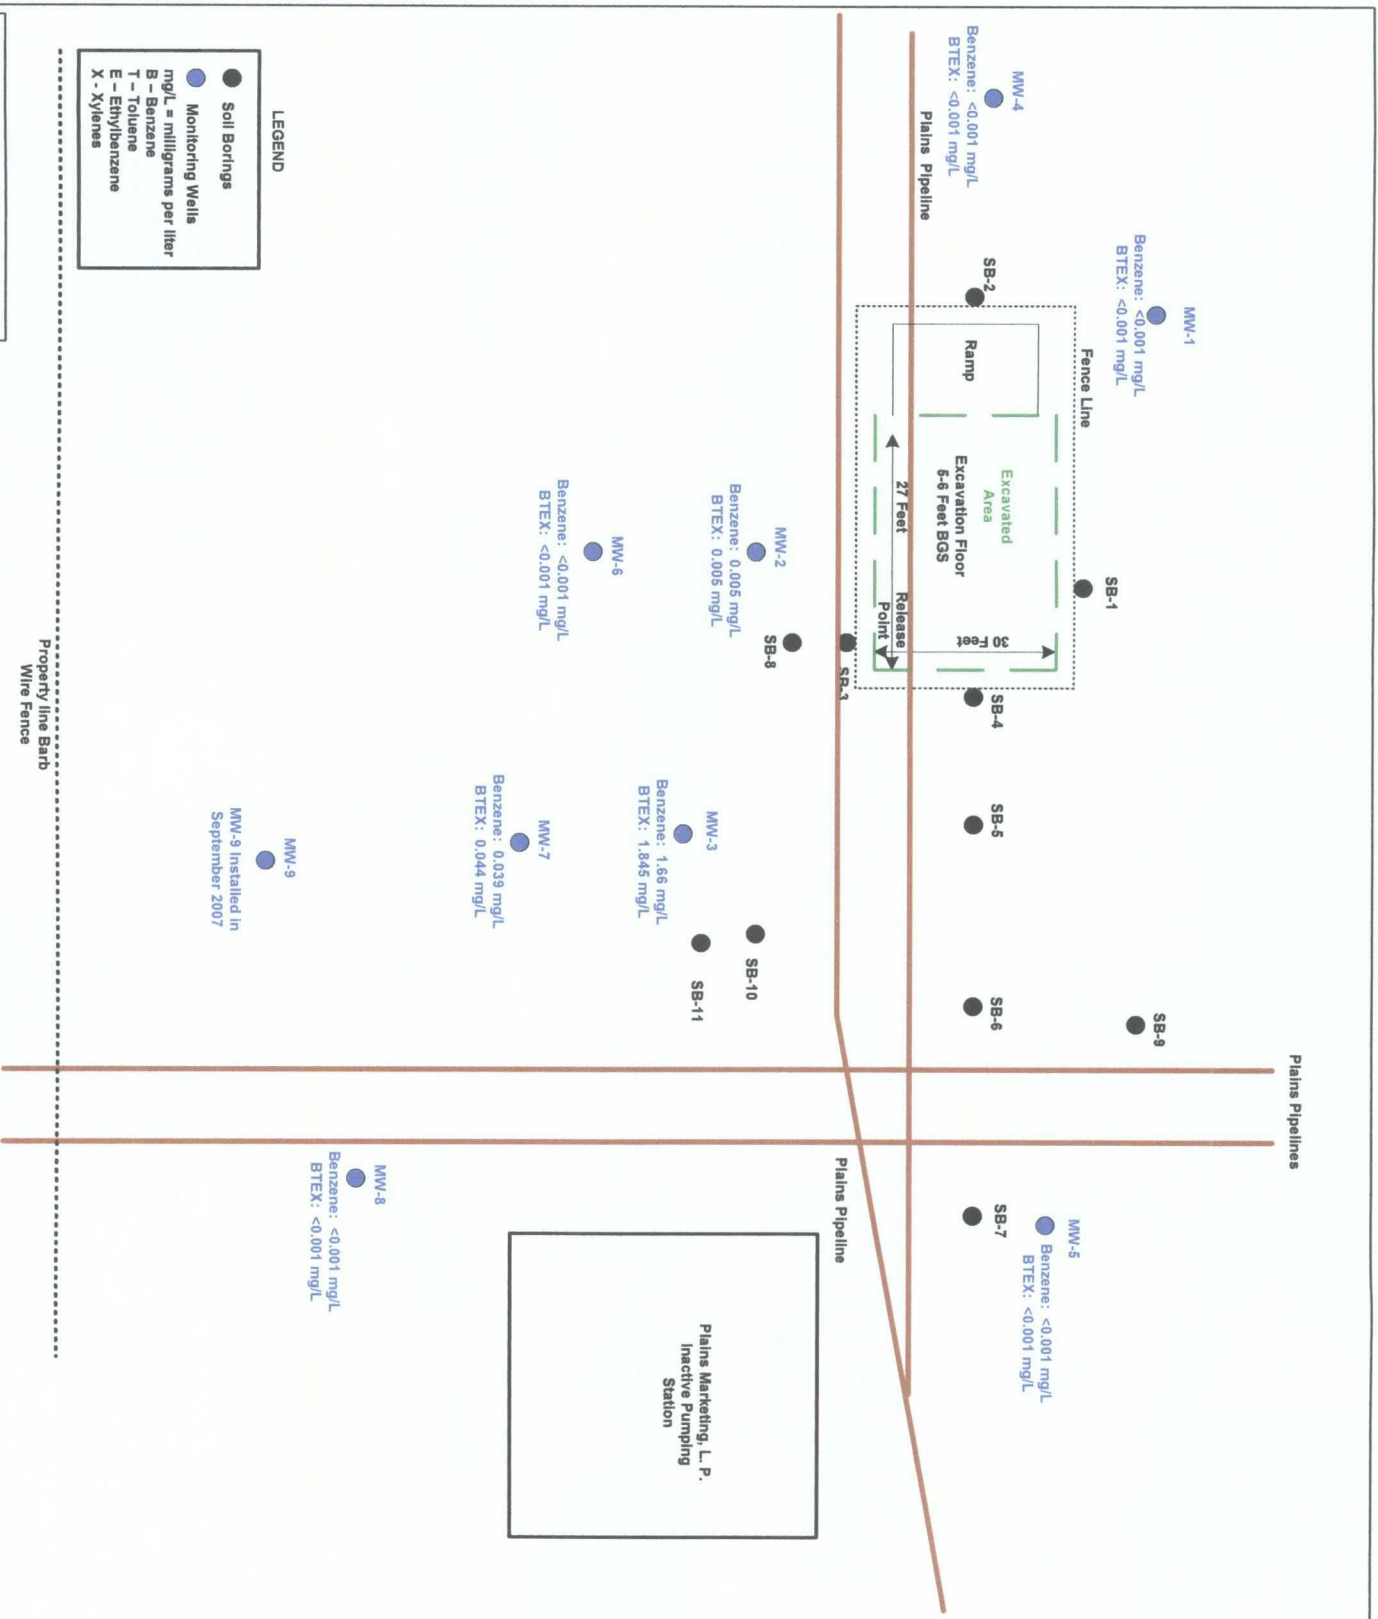 Plains Pipelines
MW-1
Benzene: <0.001 mg/L
BTEX: <0.001 mg/L
SB-9
SB-1
Fence Line
MW-5
Benzene: <0.001 mg/L
BTEX: <0.001 mg/L
MW-4
Benzene: <0.001 mg/L
BTEX: <0.001 mg/L
SB-2
Ramp
Excavated
Area
Excavation Floor
5-6 Feet BGS
30 Feet
27 Feet
Release
Point
SB-4
SB-5
SB-6
SB-7
Plains Pipeline
SB-3
Plains Pipeline
MW-2
Benzene: 0.005 mg/L
BTEX: 0.005 mg/L
SB-8
SB-10
SB-11
MW-3
Benzene: 1.66 mg/L
BTEX: 1.845 mg/L
Plains Marketing, L. P.
Inactive Pumping
Station
MW-6
Benzene: <0.001 mg/L
BTEX: <0.001 mg/L
MW-7
Benzene: 0.039 mg/L
BTEX: 0.044 mg/L
MW-8
Benzene: <0.001 mg/L
BTEX: <0.001 mg/L
MW-9
MW-9 Installed in
September 2007
LEGEND
Soil Borings
Monitoring Wells
mg/L = milligrams per liter
B – Benzene
T – Toluene
E – Ethylbenzene
X - Xylenes
Property line Barb
Wire Fence